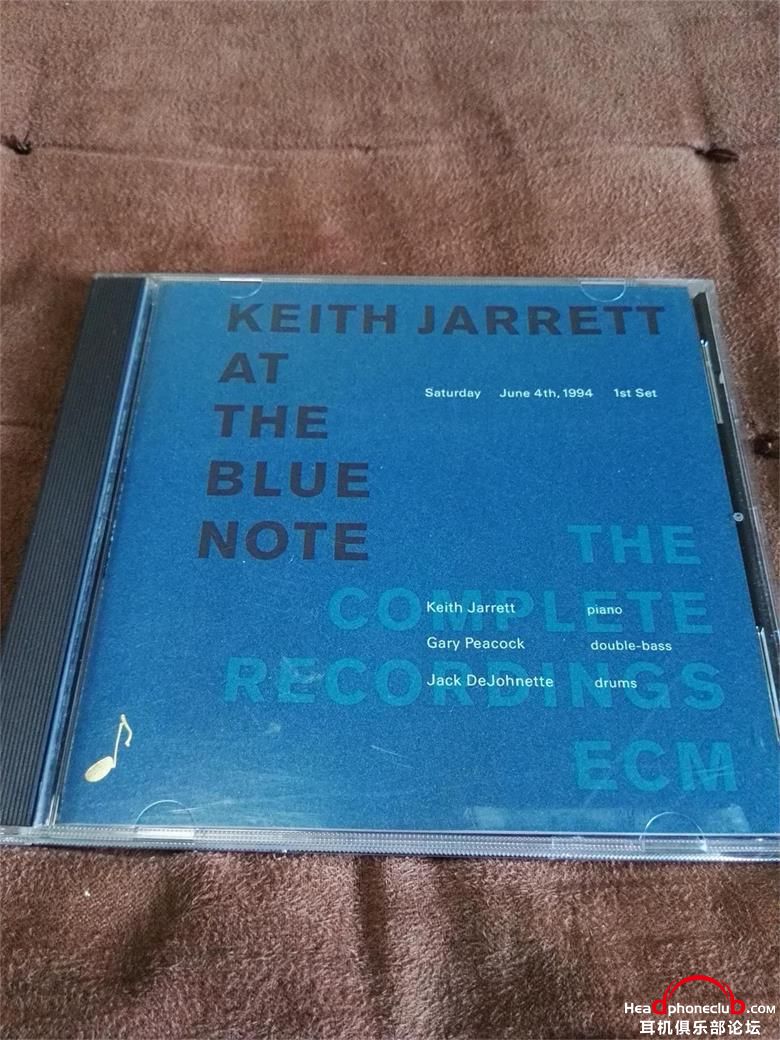 KEITH JARRETT
AT
THE
BLUE
NOTE
Saturday June 4th, 1994 1st Set
THE
COMPLETE
RECORDINGS
ECM
Keith Jarrett piano
Gary Peacock double-bass
Jack DeJohnette drums
Headphoneclub.com
耳机俱乐部论坛